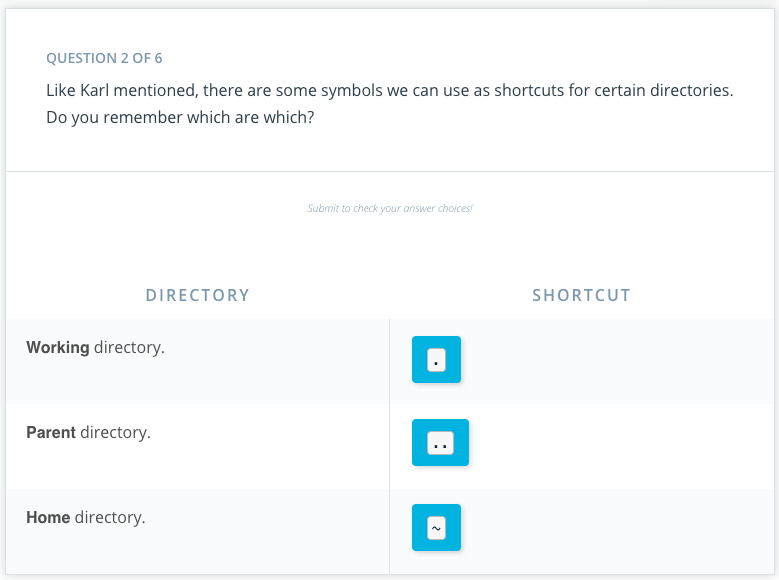 QUESTION 2 OF 6
Like Karl mentioned, there are some symbols we can use as shortcuts for certain directories.
Do you remember which are which?
Submit to check your answer choices!
DIRECTORY SHORTCUT
Working directory. .
Parent directory. ..
Home directory. ~